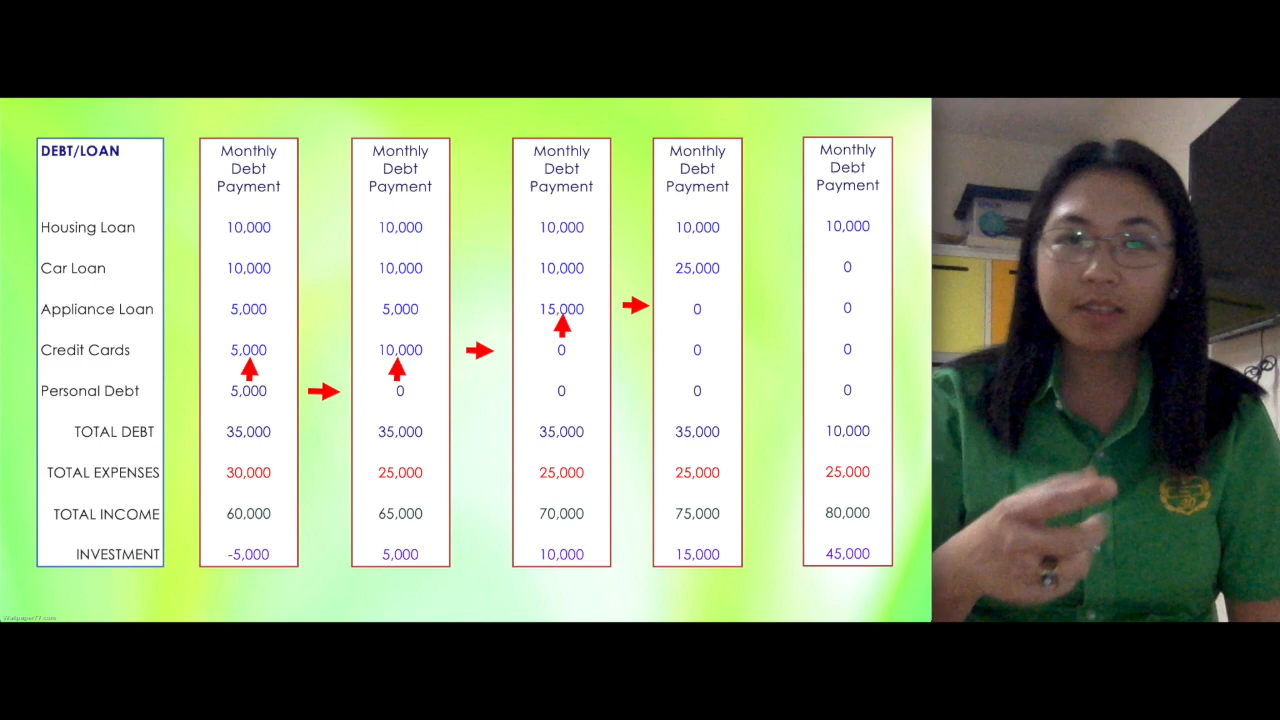 DEBT/LOAN
Monthly Debt Payment
Monthly Debt Payment
Monthly Debt Payment
Monthly Debt Payment
Monthly Debt Payment
Housing Loan 10,000 10,000 10,000 10,000 10,000
Car Loan 10,000 10,000 10,000 25,000 0
Appliance Loan 5,000 5,000 15,000 0 0
Credit Cards 5,000 10,000 0 0 0
Personal Debt 5,000 0 0 0 0
TOTAL DEBT 35,000 35,000 35,000 35,000 10,000
TOTAL EXPENSES 30,000 25,000 25,000 25,000 25,000
TOTAL INCOME 60,000 65,000 70,000 75,000 80,000
INVESTMENT -5,000 5,000 10,000 15,000 45,000